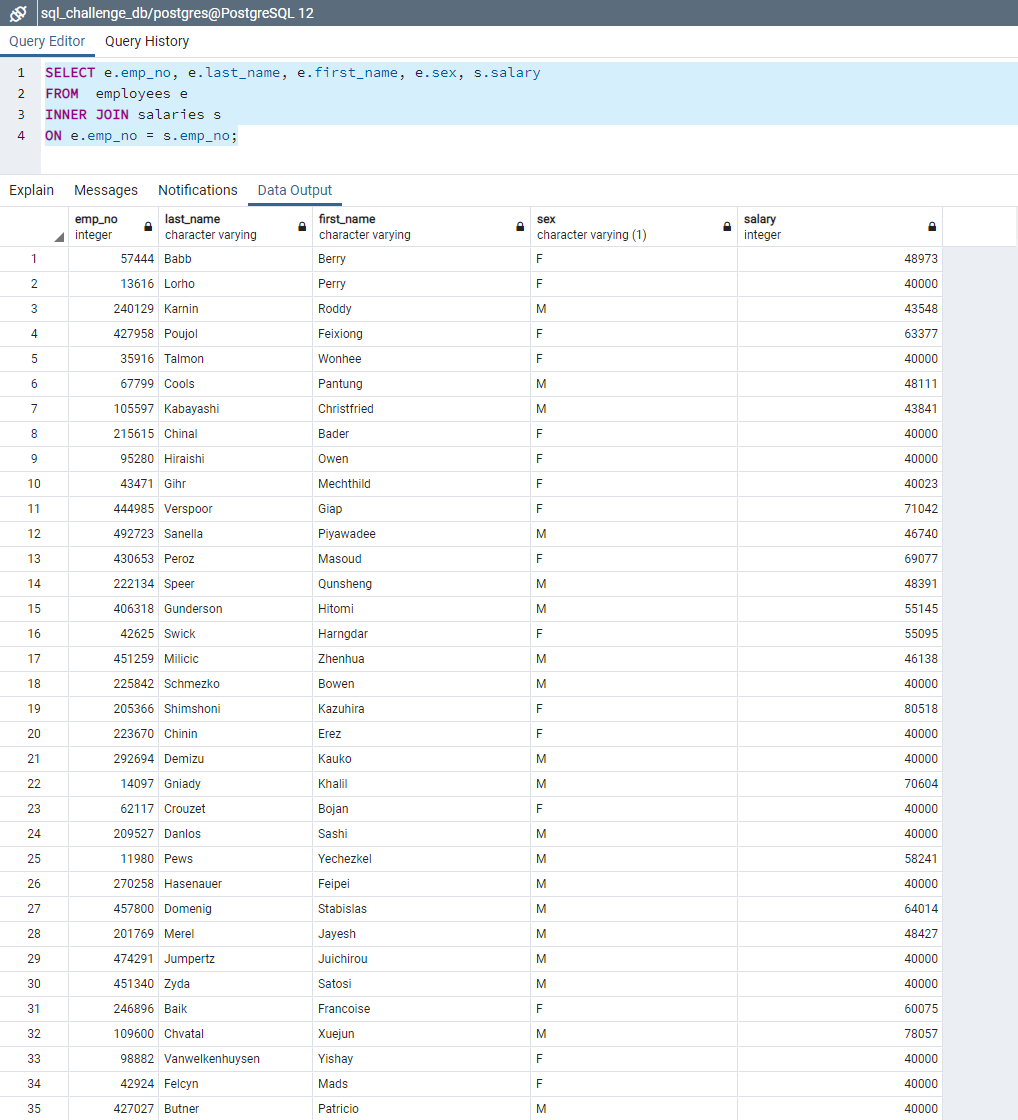 sql_challenge_db/postgres@PostgreSQL 12
Query Editor Query History
1 SELECT e.emp_no, e.last_name, e.first_name, e.sex, s.salary
2 FROM  employees e
3 INNER JOIN salaries s
4 ON e.emp_no = s.emp_no;
Explain Messages Notifications Data Output
emp_no last_name first_name sex salary
integer character varying character varying character varying (1) integer
1 57444 Babb Berry F 48973
2 13616 Lorho Perry F 40000
3 240129 Karnin Roddy M 43548
4 427958 Poujol Feixiong F 63377
5 35916 Talmon Wonhee F 40000
6 67799 Cools Pantung M 48111
7 105597 Kabayashi Christfried M 43841
8 215615 Chinal Bader F 40000
9 95280 Hiraishi Owen F 40000
10 43471 Gihr Mechthild F 40023
11 444985 Verspoor Giap F 71042
12 492723 Sanella Piyawadee M 46740
13 430653 Peroz Masoud F 69077
14 222134 Speer Qunsheng M 48391
15 406318 Gunderson Hitomi M 55145
16 42625 Swick Harngdar F 55095
17 451259 Milicic Zhenhua M 46138
18 225842 Schmezko Bowen M 40000
19 205366 Shimshoni Kazuhira F 80518
20 223670 Chinin Erez F 40000
21 292694 Demizu Kauko M 40000
22 14097 Gniady Khalil M 70604
23 62117 Crouzet Bojan F 40000
24 209527 Danlos Sashi M 40000
25 11980 Pews Yechezkel M 58241
26 270258 Hasenauer Feipei M 40000
27 457800 Domenig Stabislas M 64014
28 201769 Merel Jayesh M 48427
29 474291 Jumpertz Juichirou M 40000
30 451340 Zyda Satosi M 40000
31 246896 Baik Francoise F 60075
32 109600 Chvatal Xuejun M 78057
33 98882 Vanwelkenhuysen Yishay F 40000
34 42924 Felcyn Mads F 40000
35 427027 Butner Patricio M 40000